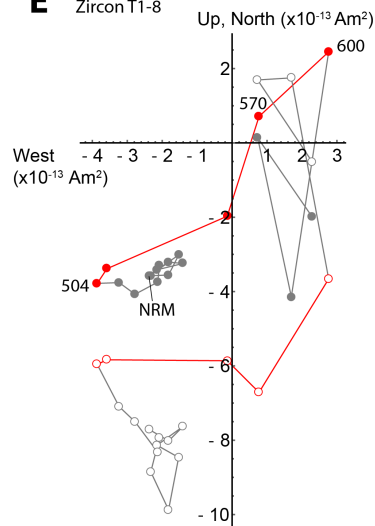 E Zircon T1-8
Up, North (x10⁻¹³ Am²)
600
2
570
West
(x10⁻¹³ Am²)
- 4 - 3 - 2 - 1 1 2 3
- 2
504
- 4
NRM
- 6
- 8
- 10